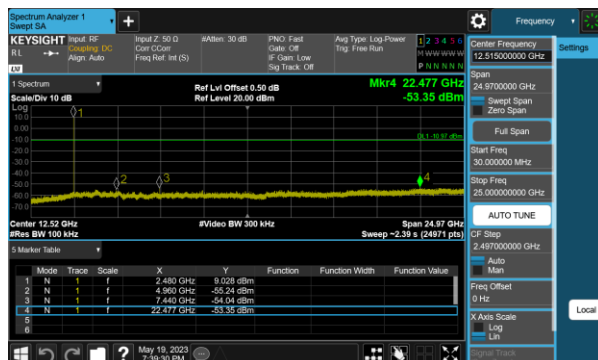 Spectrum Analyzer 1
Swept SA
+
Frequency
KEYSIGHT Input: RF Input Z: 50 Ω #Atten: 30 dB PNO: Fast Avg Type: Log-Power 1 2 3 4 5 6
RL Coupling: DC Corr CCorr Gate: Off Trig: Free Run M W W W W W
Align: Auto Freq Ref: Int (S) IF Gain: Low P N N N N N
Sig Track: Off
1 Spectrum
Ref Lvl Offset 0.50 dB Mkr4 22.477 GHz
Scale/Div 10 dB Ref Level 20.00 dBm -53.35 dBm
Log
10.0
0.00
-10.0
-20.0
-30.0
-40.0
-50.0
-60.0
-70.0
1
2
3
4
DL1 -10.97 dBm
Center 12.52 GHz #Video BW 300 kHz Span 24.97 GHz
#Res BW 100 kHz Sweep ~2.39 s (24971 pts)
5 Marker Table
Mode Trace Scale X Y Function Function Width Function Value
1 N 1 f 2.480 GHz 9.028 dBm
2 N 1 f 4.960 GHz -55.24 dBm
3 N 1 f 7.440 GHz -54.04 dBm
4 N 1 f 22.477 GHz -53.35 dBm
5
6
?
May 19, 2023
Center Frequency
12.515000000 GHz
Span
24.9700000 GHz
Swept Span
Zero Span
Full Span
Start Freq
30.000000 MHz
Stop Freq
25.000000000 GHz
AUTO TUNE
CF Step
2.497000000 GHz
Auto
Man
Freq Offset
0 Hz
X Axis Scale
Log
Lin
Signal Track
Settings
Local